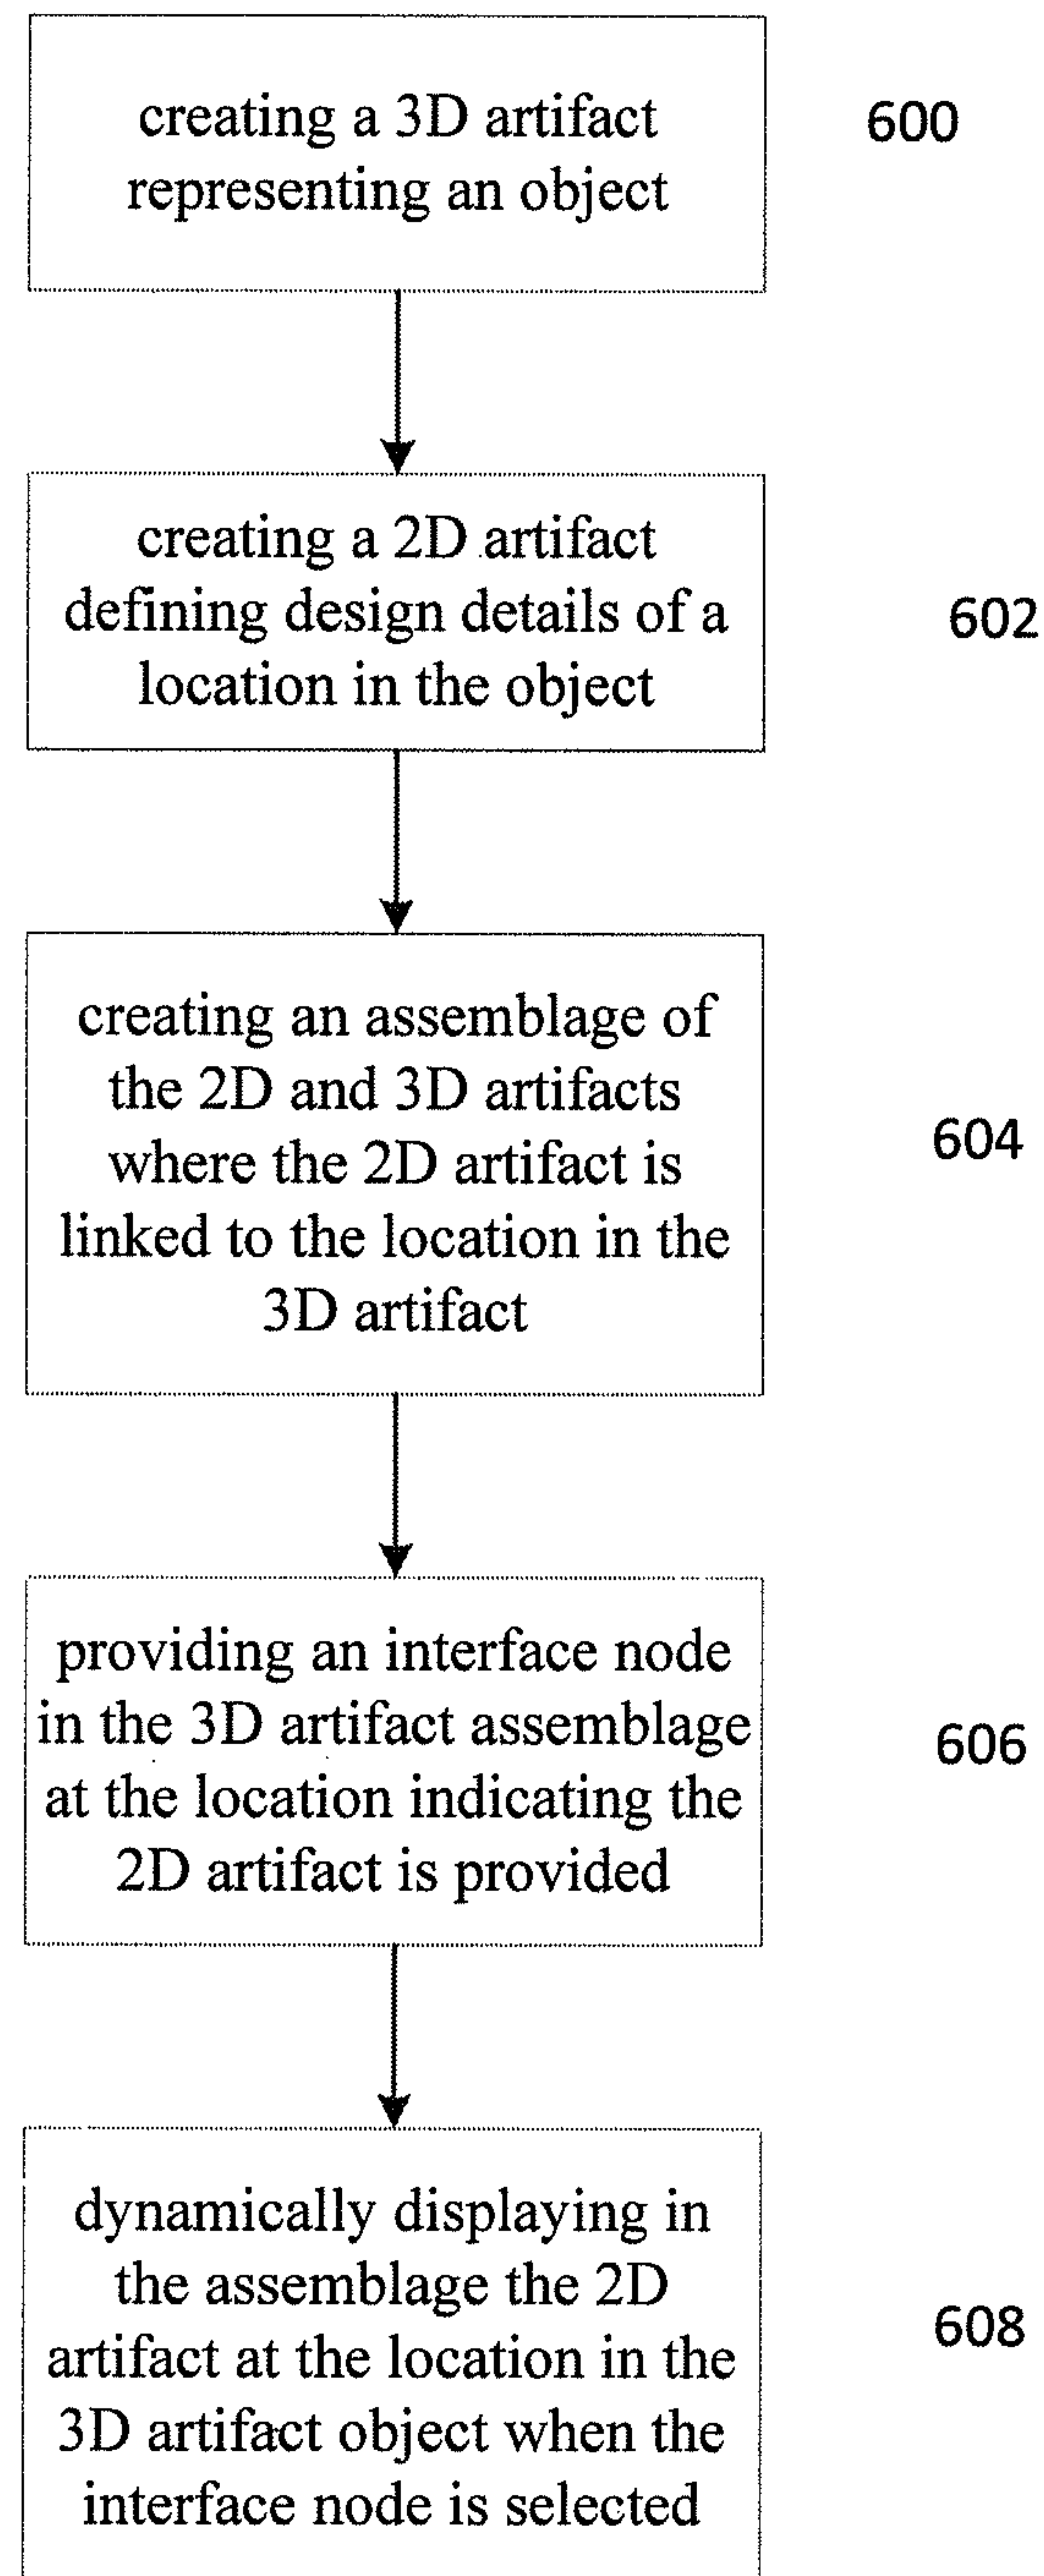 creating a 3D artifact
representing an object
600
creating a 2D artifact
defining design details of a
location in the object
602
creating an assemblage of
the 2D and 3D artifacts
where the 2D artifact is
linked to the location in the
3D artifact
604
providing an interface node
in the 3D artifact assemblage
at the location indicating the
2D artifact is provided
606
dynamically displaying in
the assemblage the 2D
artifact at the location in the
3D artifact object when the
interface node is selected
608